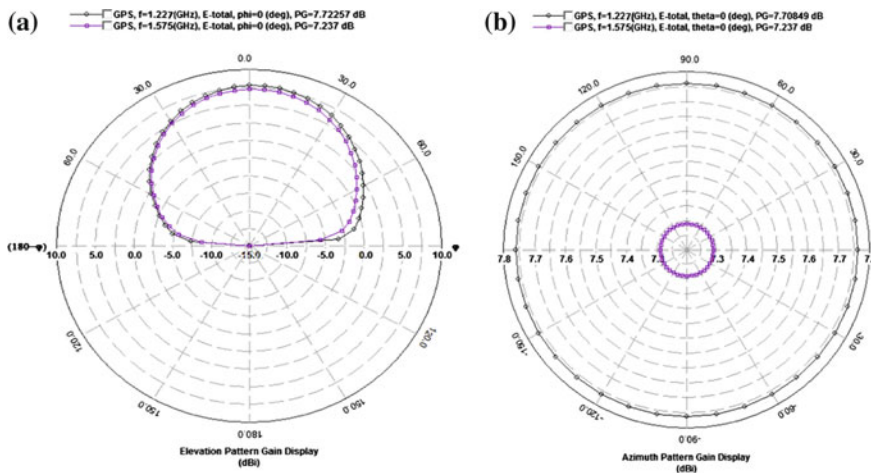 (a)
GPS, f=1.227(GHz), E-total, phi=0 (deg), PG=7.72257 dB
GPS, f=1.575(GHz), E-total, phi=0 (deg), PG=7.237 dB
0.0
30.0 30.0
60.0 60.0
(180-φ) φ
10.0 5.0 0.0 -5.0 -10.0 -15.0 -10.0 -5.0 0.0 5.0 10.0
120.0 120.0
150.0 150.0
180.0
Elevation Pattern Gain Display
(dBi)
(b)
GPS, f=1.227(GHz), E-total, theta=0 (deg), PG=7.70849 dB
GPS, f=1.575(GHz), E-total, theta=0 (deg), PG=7.237 dB
90.0
120.0 60.0
150.0 30.0
7.8 7.7 7.6 7.5 7.4 7.3 7.4 7.5 7.6 7.7
-150.0 -30.0
-120.0 -60.0
-90.0
Azimuth Pattern Gain Display
(dBi)